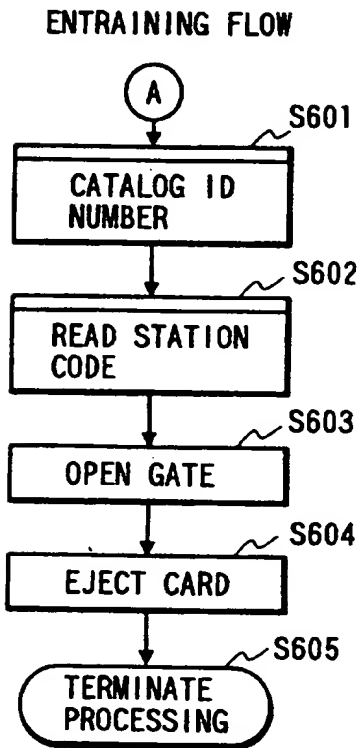 ENTRAINING FLOW
A
S601
CATALOG ID
NUMBER
S602
READ STATION
CODE
S603
OPEN GATE
S604
EJECT CARD
S605
TERMINATE
PROCESSING